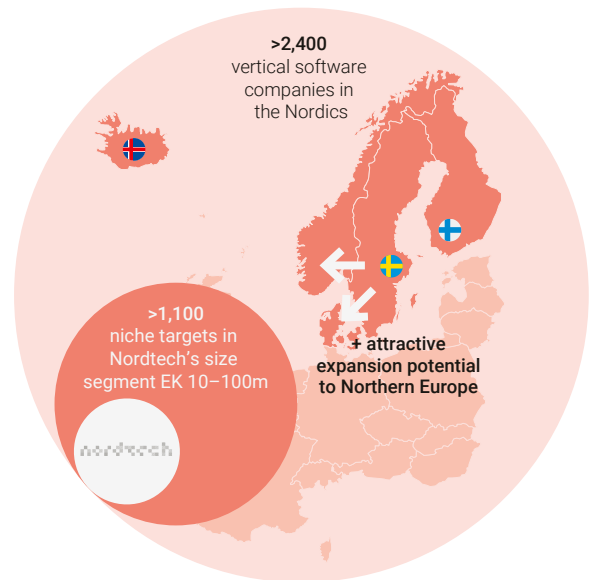 >2,400
vertical software
companies in
the Nordics
>1,100
niche targets in
Nordtech's size
segment EK 10–100m
+ attractive
expansion potential
to Northern Europe
nordtech